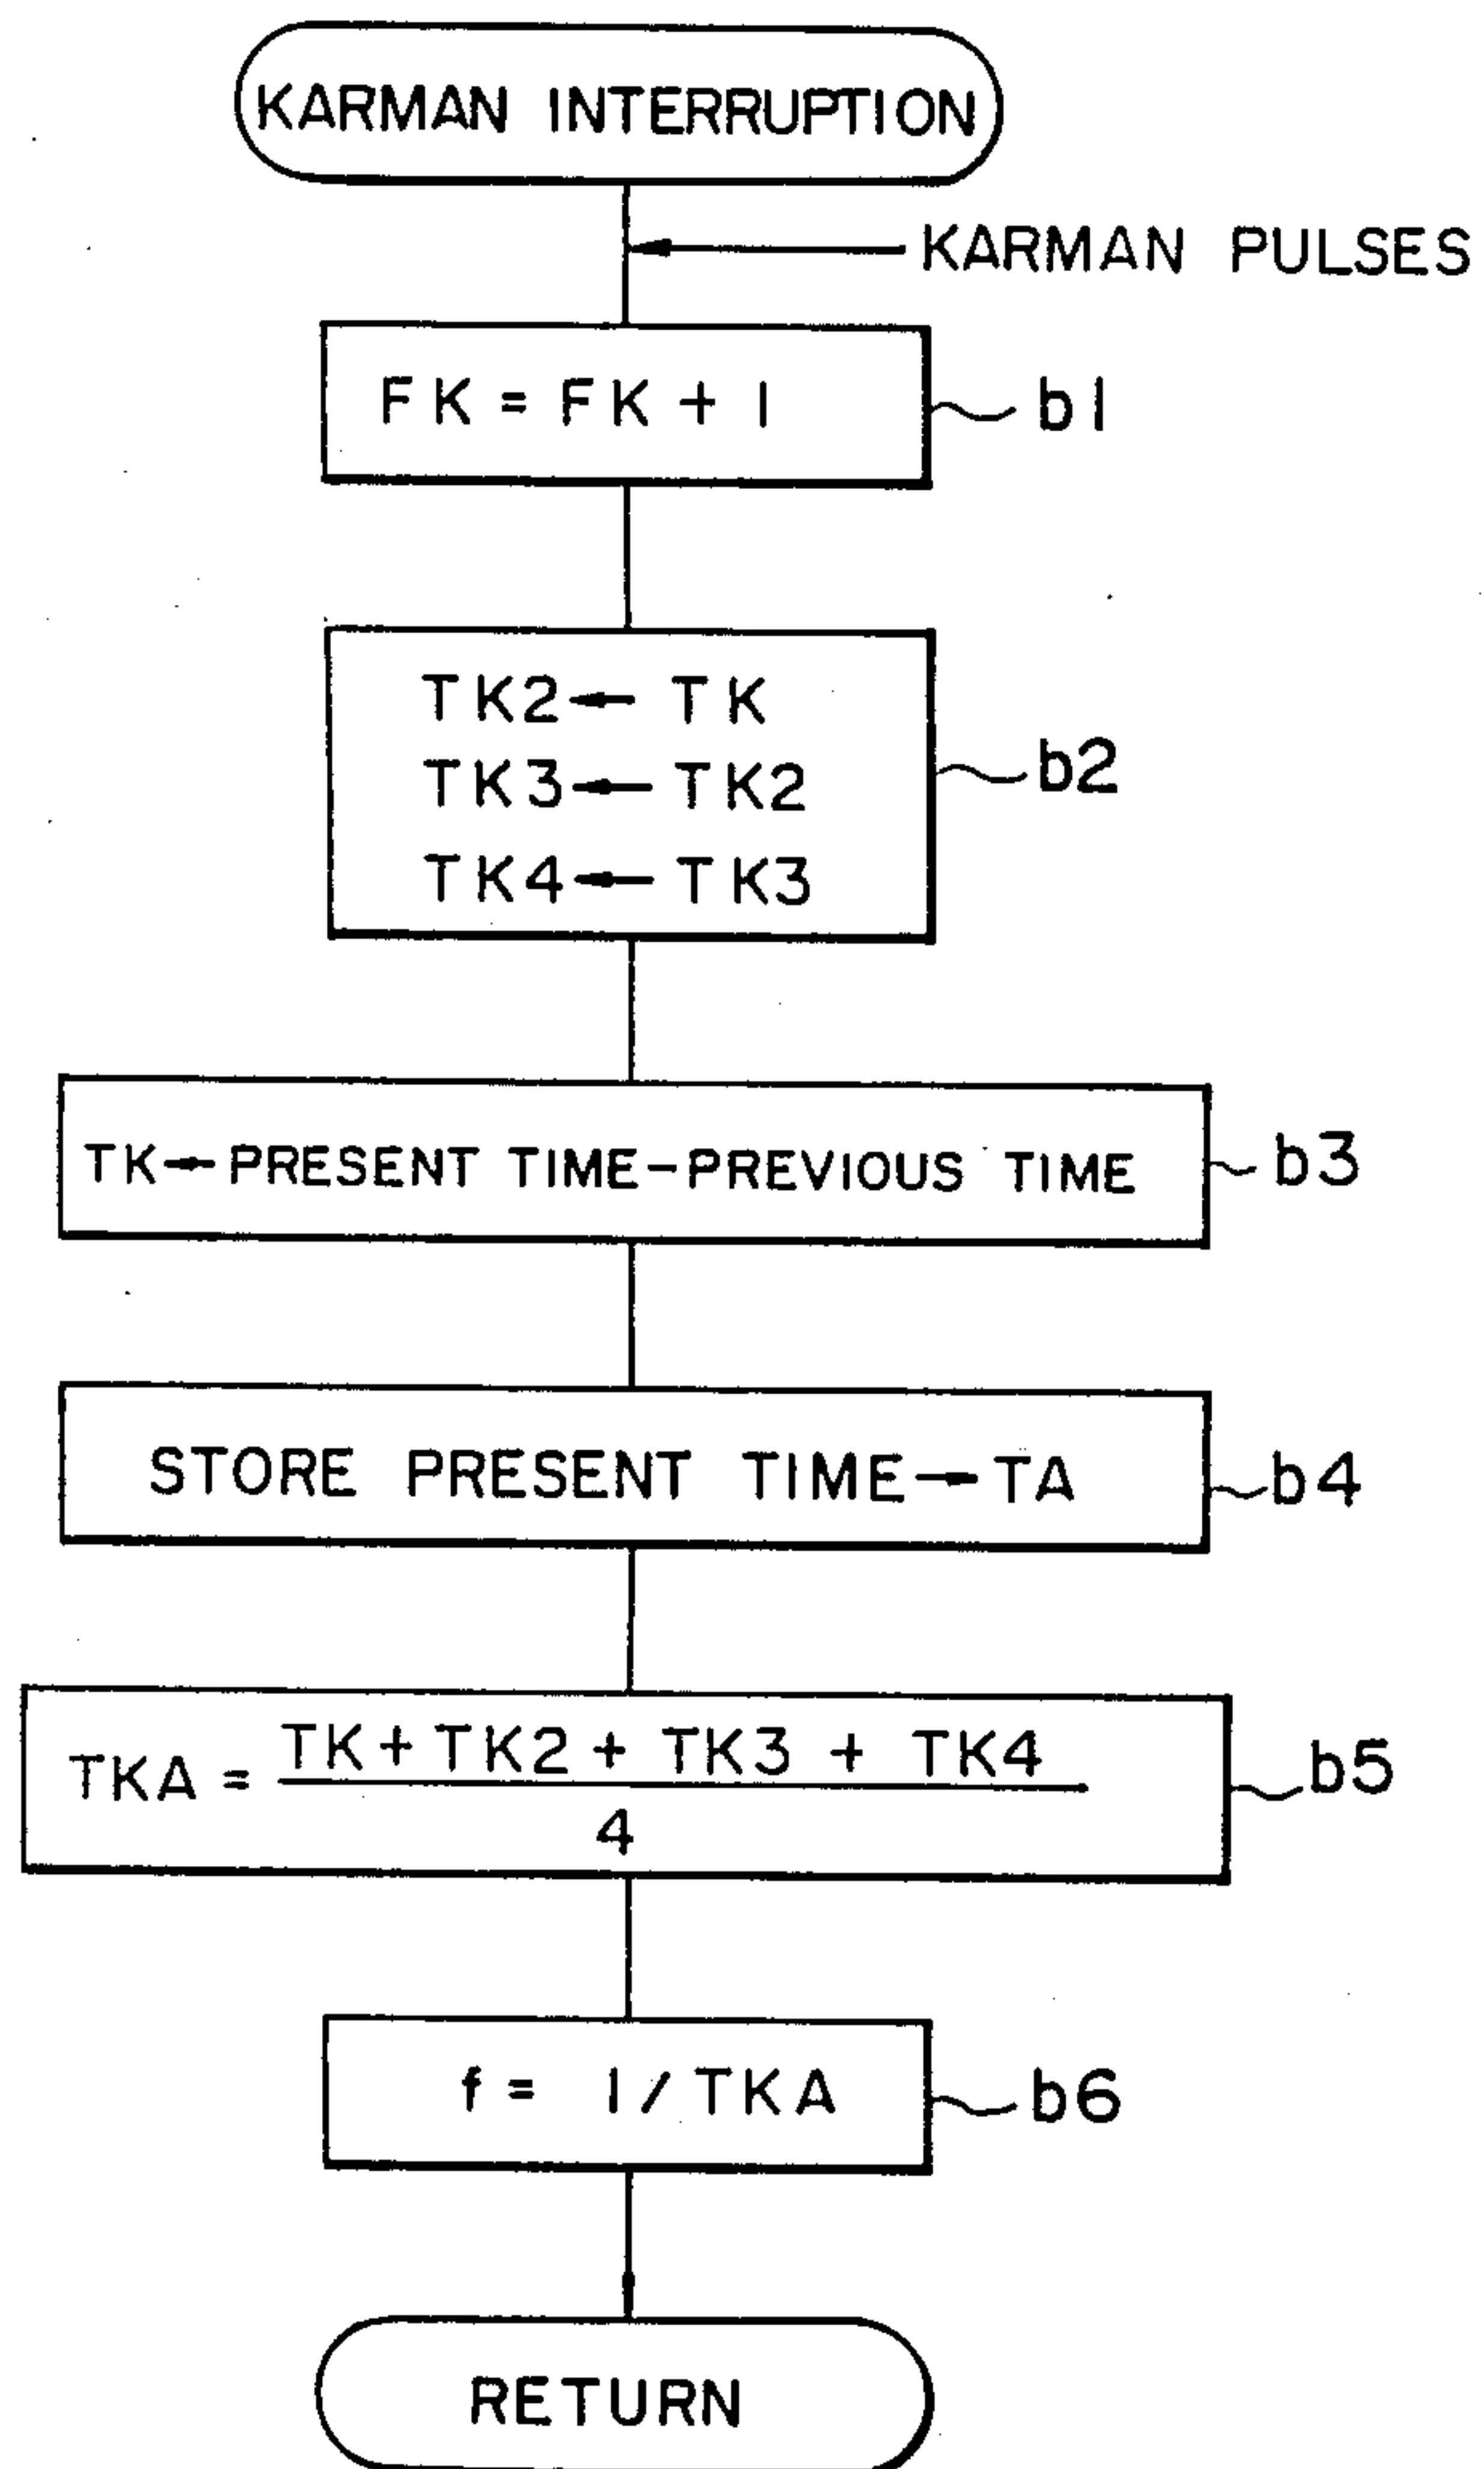 KARMAN INTERRUPTION
KARMAN PULSES
FK = FK + 1
b1
TK2 ← TK
TK3 ← TK2
TK4 ← TK3
b2
TK ← PRESENT TIME - PREVIOUS TIME
b3
STORE PRESENT TIME → TA
b4
TK + TK2 + TK3 + TK4
TKA =
4
b5
f = 1 / TKA
b6
RETURN